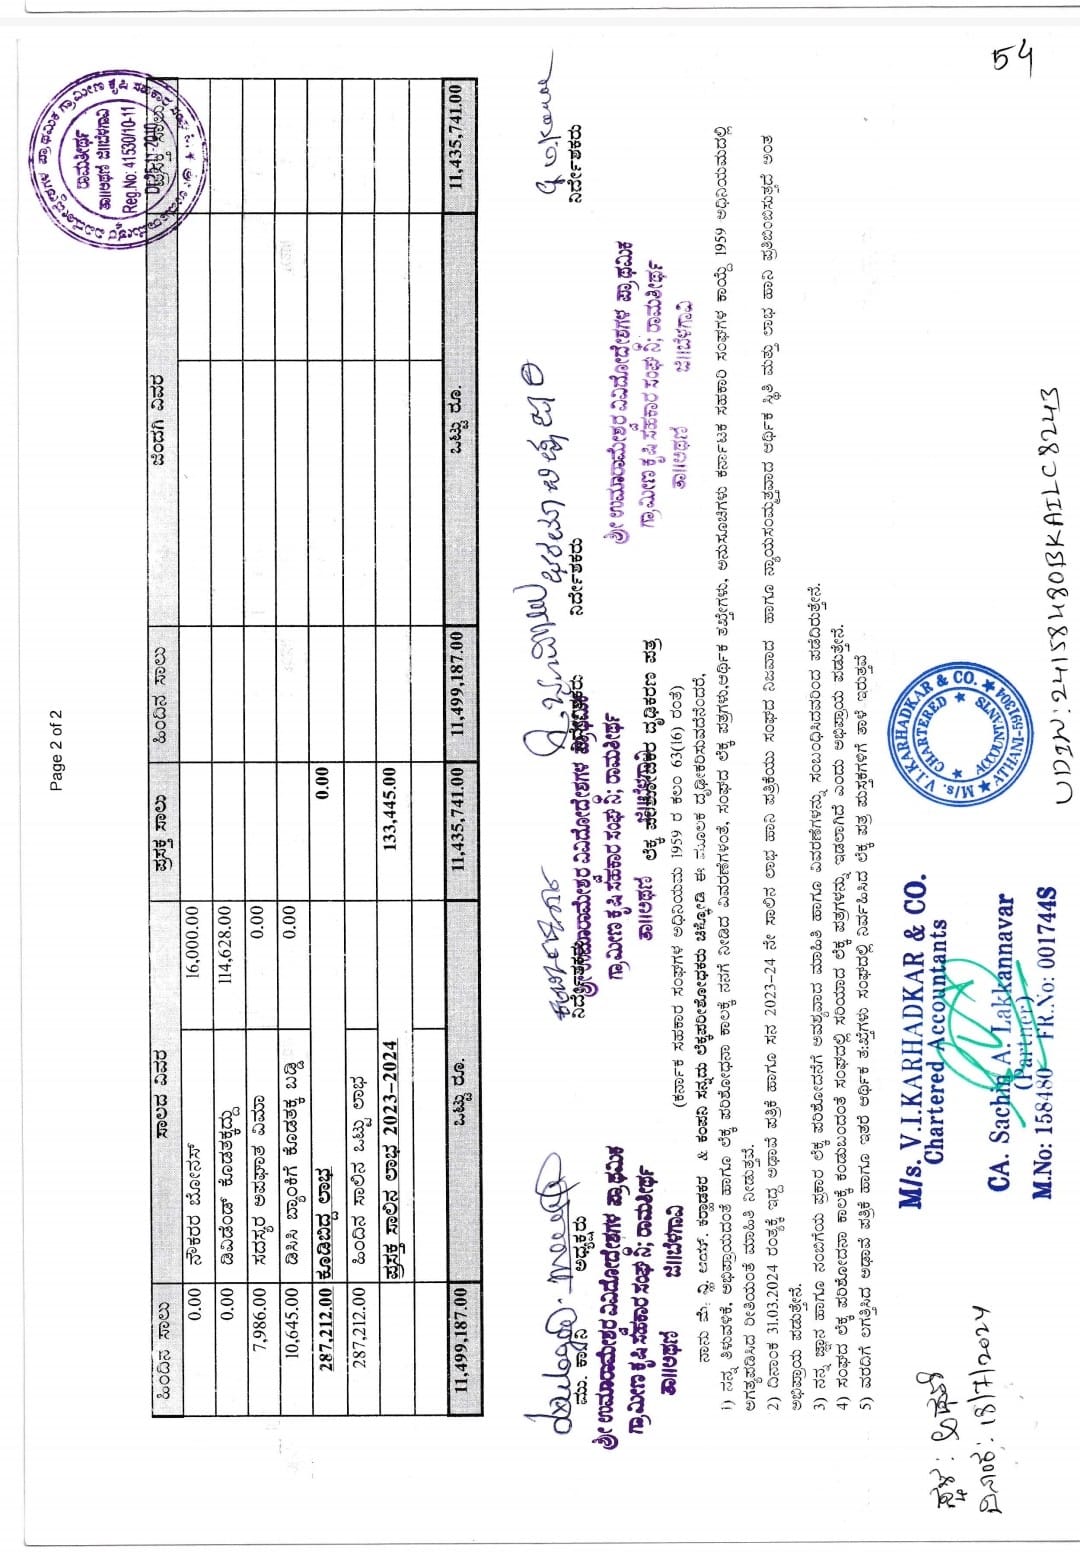 Page 2 of 2
ರಾಮತೀರ್ಥ
ತಾ||ಅಥಣಿ ಜಿ||ಬೆಳಗಾವಿ
Reg.No: 41530/10-11
Dt:25-11-2010
ಹಿಂದಿನ ಸಾಲು ಸಾಲದ ವಿವರ ಪ್ರಸಕ್ತ ಸಾಲು ಹಿಂದಿನ ಸಾಲು ಜಿಂದಗಿ ವಿವರ ಪ್ರಸಕ್ತ ಸಾಲು
0.00 ನೌಕರರ ಬೋನಸ್ 16,000.00
0.00 ಡಿವಿಡೆಂಡ್ ಕೊಡತಕ್ಕದ್ದು 114,628.00
7,986.00 ಸದಸ್ಯರ ಅಪಘಾತ ವಿಮಾ 0.00
10,645.00 ಡಿಸಿಸಿ ಬ್ಯಾಂಕಿಗೆ ಕೊಡತಕ್ಕ ಬಡ್ಡಿ 0.00
287,212.00 ಕೂಡಿಬಿದ್ದ ಲಾಭ 0.00
287,212.00 ಹಿಂದಿನ ಸಾಲಿನ ಒಟ್ಟು ಲಾಭ
ಪ್ರಸಕ್ತ ಸಾಲಿನ ಲಾಭ 2023–2024 133,445.00
11,499,187.00 ಒಟ್ಟು ರೂ. 11,435,741.00 11,499,187.00 ಒಟ್ಟು ರೂ. 11,435,741.00
ಮು. ಕಾ.ನಿ ಅಧ್ಯಕ್ಷರು ನಿರ್ದೇಶಕರು ನಿರ್ದೇಶಕರು ನಿರ್ದೇಶಕರು ನಿರ್ದೇಶಕರು
ಶ್ರೀ ಉಮಾರಾಮೇಶ್ವರ ವಿವಿದೋದ್ದೇಶಗಳ ಪ್ರಾಥಮಿಕ
ಗ್ರಾಮೀಣ ಕೃಷಿ ಸಹಕಾರ ಸಂಘ ನಿ; ರಾಮತೀರ್ಥ
ತಾ||ಅಥಣಿ ಜಿ||ಬೆಳಗಾವಿ
ಶ್ರೀ ಉಮಾರಾಮೇಶ್ವರ ವಿವಿದೋದ್ದೇಶಗಳ ಪ್ರಾಥಮಿಕ
ಗ್ರಾಮೀಣ ಕೃಷಿ ಸಹಕಾರ ಸಂಘ ನಿ; ರಾಮತೀರ್ಥ
ತಾ||ಅಥಣಿ ಜಿ||ಬೆಳಗಾವಿ
ಶ್ರೀ ಉಮಾರಾಮೇಶ್ವರ ವಿವಿದೋದ್ದೇಶಗಳ ಪ್ರಾಥಮಿಕ
ಗ್ರಾಮೀಣ ಕೃಷಿ ಸಹಕಾರ ಸಂಘ ನಿ; ರಾಮತೀರ್ಥ
ತಾ||ಅಥಣಿ ಜಿ||ಬೆಳಗಾವಿ
ಲೆಕ್ಕ ಪರಿಶೋದಕರ ದೃಢಿಕರಣ ಪತ್ರ
(ಕರ್ನಾಕ ಸಹಕಾರ ಸಂಘಗಳ ಅಧಿನಿಯಮ 1959 ರ ಕಲಂ 63(16) ರಂತೆ)
ನಾನು ಮೆ: ವ್ಹಿ. ಆಯ್. ಕರ್‍ಹಾಡಕರ & ಕಂಪನಿ ಸನ್ನದು ಲೆಕ್ಕಪರಿಶೋಧಕರು ಚಿಕ್ಕೋಡಿ ಈ ಮೂಲಕ ದೃಢೀಕರಿಸುವದೆನೆಂದರೆ,
1) ನನ್ನ ತಿಳುವಳಿಕೆ, ಅಭಿಪ್ರಾಯದಂತೆ ಹಾಗೂ ಲೆಕ್ಕ ಪರಿಶೋಧನಾ ಕಾಲಕ್ಕೆ ನನಗೆ ನೀಡಿದ ವಿವರಣೆಗಳಂತೆ, ಸಂಘದ ಲೆಕ್ಕ ಪತ್ರಗಳು,ಆರ್ಥಿಕ ತಖ್ತೆಗಳು, ಅನುಸೂಚಿಗಳು ಕರ್ನಾಟಕ ಸಹಕಾರಿ ಸಂಘಗಳ ಕಾಯ್ದೆ 1959 ಅಧಿನಿಯಮದಲ್ಲಿ
ಅಗತ್ಯಪಡಿಸಿದ ರೀತಿಯಂತೆ ಮಾಹಿತಿ ನೀಡುತ್ತವೆ.
2) ದಿನಾಂಕ 31.03.2024 ರಂತ್ಯಕ್ಕೆ ಇದ್ದ ಅಢಾವೆ ಪತ್ರಿಕೆ ಹಾಗೂ ಸನ 2023–24 ನೇ ಸಾಲಿನ ಲಾಭ ಹಾನಿ ಪತ್ರಿಕೆಯು ಸಂಘದ ನಿಜವಾದ ಹಾಗೂ ನ್ಯಾಯಸಂಮ್ಮತ್ತವಾದ ಆರ್ಥಿಕ ಸ್ಥಿತಿ ಮತ್ತು ಲಾಭ ಹಾನಿ ಪ್ರತಿಬಿಂಬಿಸುತ್ತದೆ ಅಂತ
ಅಭಿಪ್ರಾಯ ಪಡುತ್ತೇನೆ.
3) ನನ್ನ ಜ್ಞಾನ ಹಾಗೂ ನಂಬಿಗೆಯ ಪ್ರಕಾರ ಲೆಕ್ಕ ಪರಿಶೋದನೆಗೆ ಅವಶ್ಯವಾದ ಮಾಹಿತಿ ಹಾಗೂ ವಿವರಣೆಗಳನ್ನು ಸಂಬಂಧಿಸಿದವರಿಂದ ಪಡೆದಿರುತ್ತೇನೆ.
4) ಸಂಘದ ಲೆಕ್ಕ ಪರಿಶೋದನಾ ಕಾಲಕ್ಕೆ ಕಂಡುಬಂದಂತೆ ಸಂಘದಲ್ಲಿ ಸರಿಯಾದ ಲೆಕ್ಕ ಪತ್ರಗಳನ್ನು ಇಡಲಾಗಿದೆ ಎಂದು ಅಭಿಪ್ರಾಯ ಪಡುತ್ತೇನೆ.
5) ವರದಿಗೆ ಲಗತ್ತಿಸಿದ ಅಢಾವೆ ಪತ್ರಿಕೆ ಹಾಗೂ ಇತರೆ ಆರ್ಥಿಕ ತಃಖ್ತೆಗಳು ಸಂಘದಲ್ಲಿ ನಿರ್ವಹಿಸಿದ ಲೆಕ್ಕ ಪತ್ರ ಪುಸ್ತಕಗಳಿಗೆ ತಾಳೆ ಇರುತ್ತವೆ
M/s. V.I.KARHADKAR & CO.
Chartered Accountants
CA. Sachin A. Lakkannavar
(Partner)
M.No: 158480 FR.No: 001744S
M/s. V.I.KARHADKAR & CO.
CHARTERED ACCOUNTANTS
ATHANI-591304
ಸ್ಥಳ : ಅಥಣಿ
ದಿನಾಂಕ : 18/7/2024
UDIN: 24158480BKAILC8243